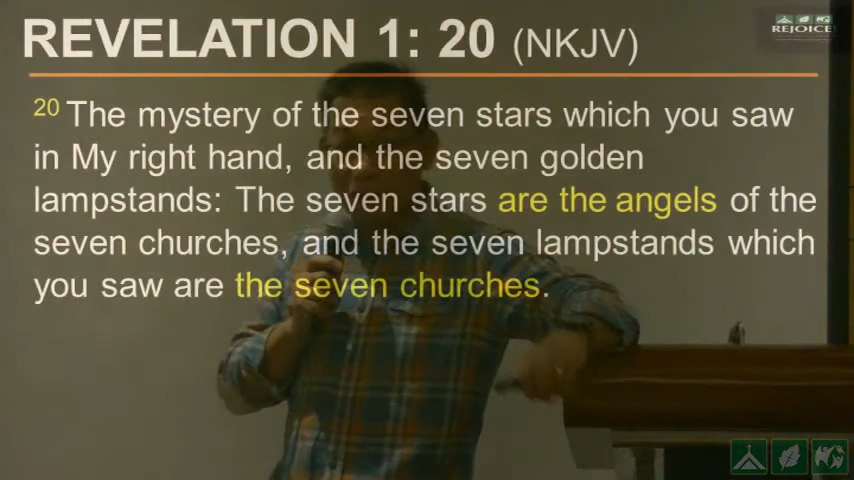 REVELATION 1: 20 (NKJV)
REJOICE
20 The mystery of the seven stars which you saw
in My right hand, and the seven golden
lampstands: The seven stars are the angels of the
seven churches, and the seven lampstands which
you saw are the seven churches.